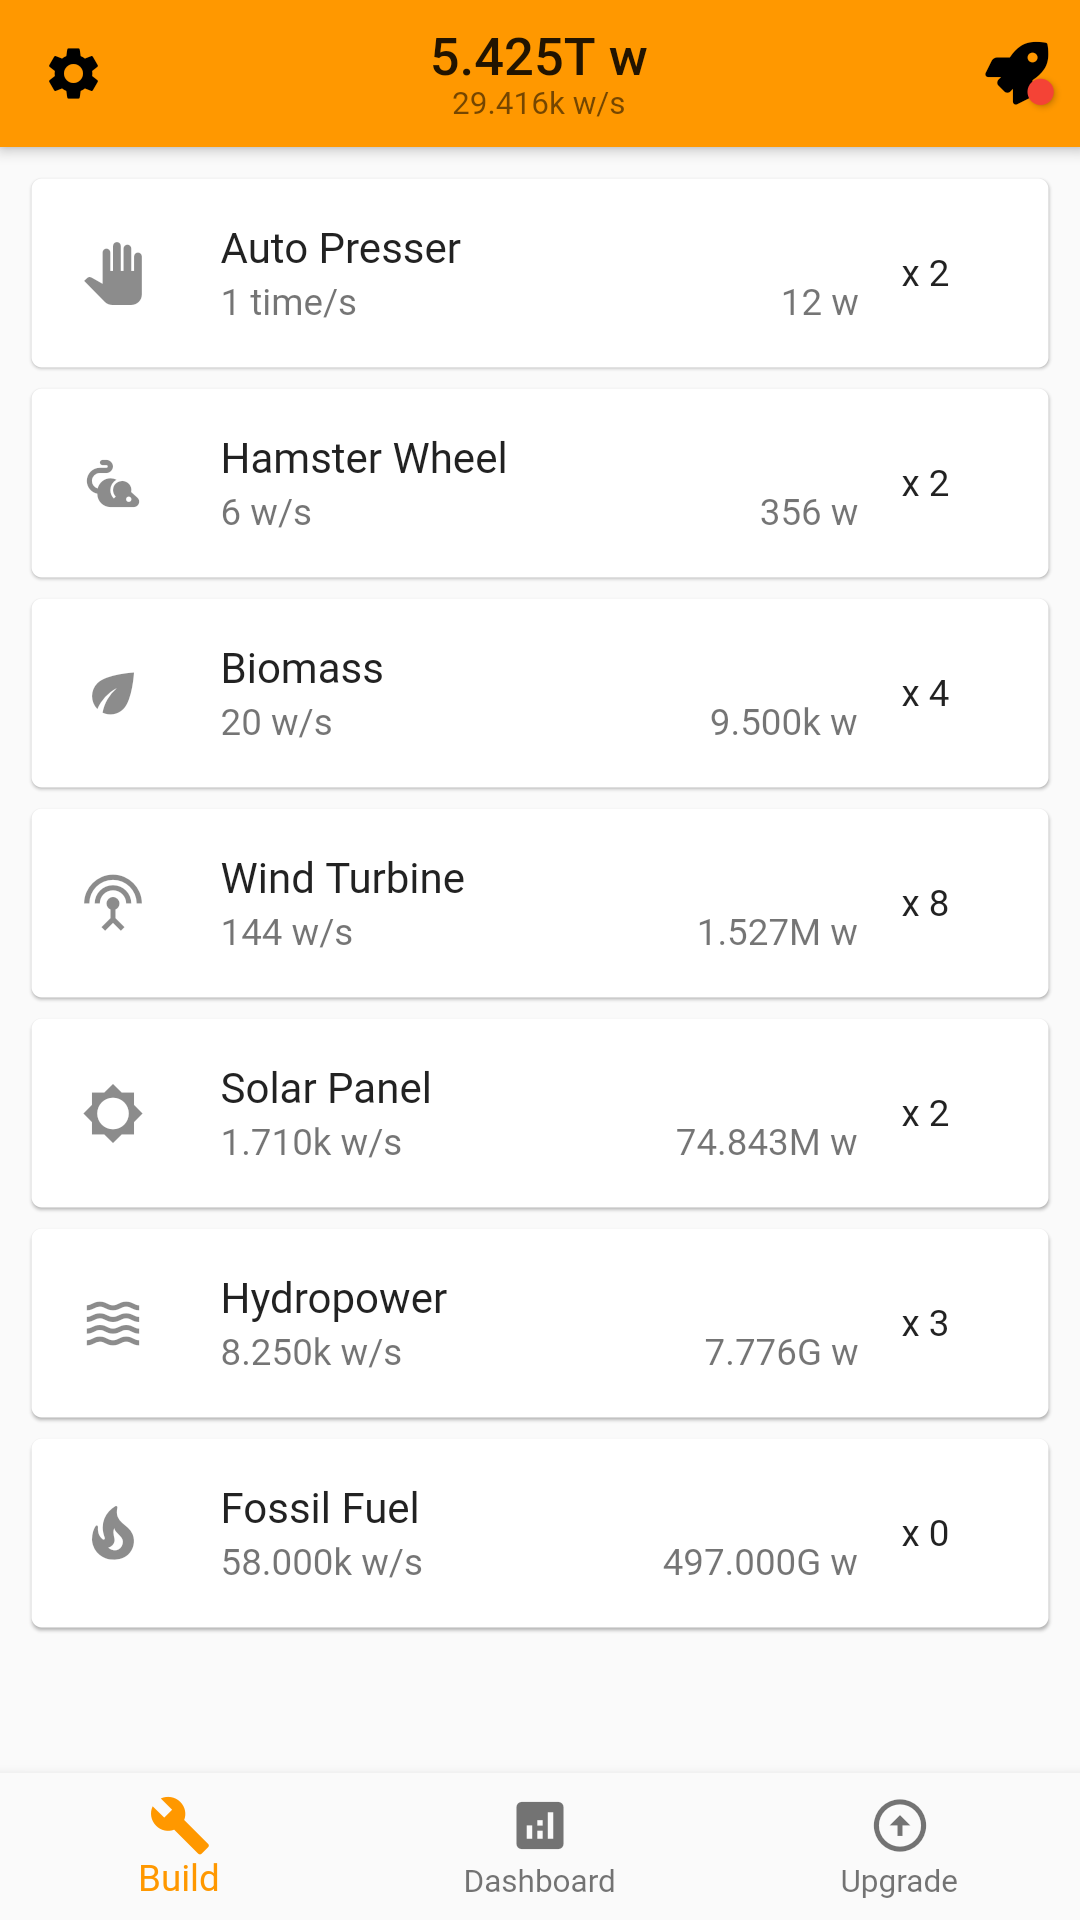 5.425T w
29.416k w/s
Auto Presser
1 time/s 12 w x 2
Hamster Wheel
6 w/s 356 w x 2
Biomass
20 w/s 9.500k w x 4
Wind Turbine
144 w/s 1.527M w x 8
Solar Panel
1.710k w/s 74.843M w x 2
Hydropower
8.250k w/s 7.776G w x 3
Fossil Fuel
58.000k w/s 497.000G w x 0
Build Dashboard Upgrade